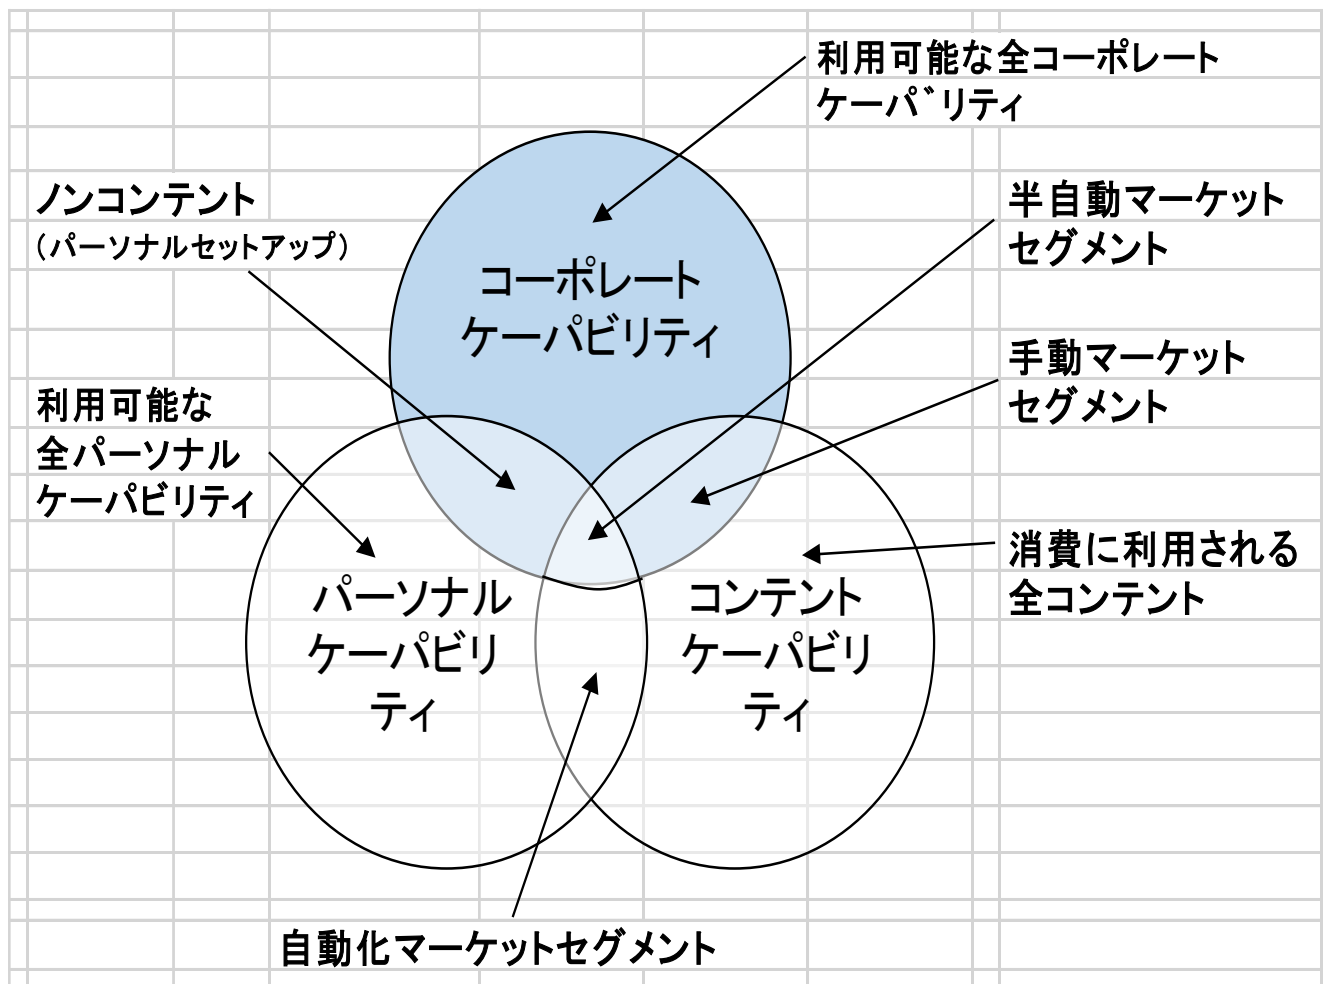 利用可能な全コーポレート
ケーパ゛リティ
ノンコンテント
（パーソナルセットアップ）
半自動マーケット
セグメント
コーポレート
ケーパビリティ
手動マーケット
セグメント
利用可能な
全パーソナル
ケーパビリティ
消費に利用される
全コンテント
パーソナル
ケーパビリ
ティ
コンテント
ケーパビリ
ティ
自動化マーケットセグメント